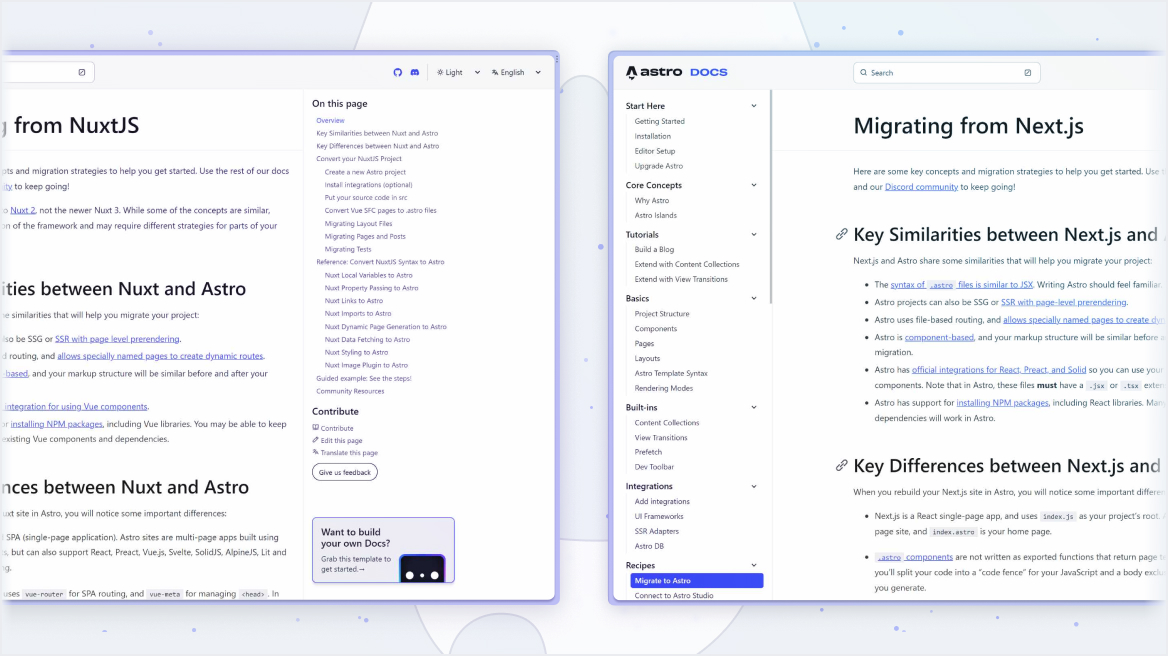 Light
English
from NuxtJS
pts and migration strategies to help you get started. Use the rest of our docs
to keep going!
Nuxt 2, not the newer Nuxt 3. While some of the concepts are similar,
n of the framework and may require different strategies for parts of your
ities between Nuxt and Astro
e similarities that will help you migrate your project:
so be SSG or SSR with page level prerendering.
d routing, and allows specially named pages to create dynamic routes.
-based, and your markup structure will be similar before and after your
integration for using Vue components.
r installing NPM packages, including Vue libraries. You may be able to keep
existing Vue components and dependencies.
nces between Nuxt and Astro
uxt site in Astro, you will notice some important differences:
SPA (single-page application). Astro sites are multi-page apps built using
s, but can also support React, Preact, Vue.js, Svelte, SolidJS, AlpineJS, Lit and
ng.
uses vue-router for SPA routing, and vue-meta for managing <head>. In
On this page
Overview
Key Similarities between Nuxt and Astro
Key Differences between Nuxt and Astro
Convert your NuxtJS Project
Create a new Astro project
Install integrations (optional)
Put your source code in src
Convert Vue SFC pages to .astro files
Migrating Layout Files
Migrating Pages and Posts
Migrating Tests
Reference: Convert NuxtJS Syntax to Astro
Nuxt Local Variables to Astro
Nuxt Property Passing to Astro
Nuxt Links to Astro
Nuxt Imports to Astro
Nuxt Dynamic Page Generation to Astro
Nuxt Data Fetching to Astro
Nuxt Styling to Astro
Nuxt Image Plugin to Astro
Guided example: See the steps!
Community Resources
Contribute
Contribute
Edit this page
Translate this page
Give us feedback
Want to build
your own Docs?
Grab this template to
get started.→
astro DOCS
Search
Start Here
Getting Started
Installation
Editor Setup
Upgrade Astro
Core Concepts
Why Astro
Astro Islands
Tutorials
Build a Blog
Extend with Content Collections
Extend with View Transitions
Basics
Project Structure
Components
Pages
Layouts
Astro Template Syntax
Rendering Modes
Built-ins
Content Collections
View Transitions
Prefetch
Dev Toolbar
Integrations
Add integrations
UI Frameworks
SSR Adapters
Astro DB
Recipes
Migrate to Astro
Connect to Astro Studio
Migrating from Next.js
Here are some key concepts and migration strategies to help you get started. Use
and our Discord community to keep going!
Key Similarities between Next.js and
Next.js and Astro share some similarities that will help you migrate your project:
The syntax of .astro files is similar to JSX. Writing Astro should feel familiar
Astro projects can also be SSG or SSR with page-level prerendering.
Astro uses file-based routing, and allows specially named pages to create dyn
Astro is component-based, and your markup structure will be similar before a
migration.
Astro has official integrations for React, Preact, and Solid so you can use your
components. Note that in Astro, these files must have a .jsx or .tsx exten
Astro has support for installing NPM packages, including React libraries. Man
dependencies will work in Astro.
Key Differences between Next.js and
When you rebuild your Next.js site in Astro, you will notice some important differen
Next.js is a React single-page app, and uses index.js as your project's root.
page site, and index.astro is your home page.
.astro components are not written as exported functions that return page t
you'll split your code into a "code fence" for your JavaScript and a body exclu
you generate.